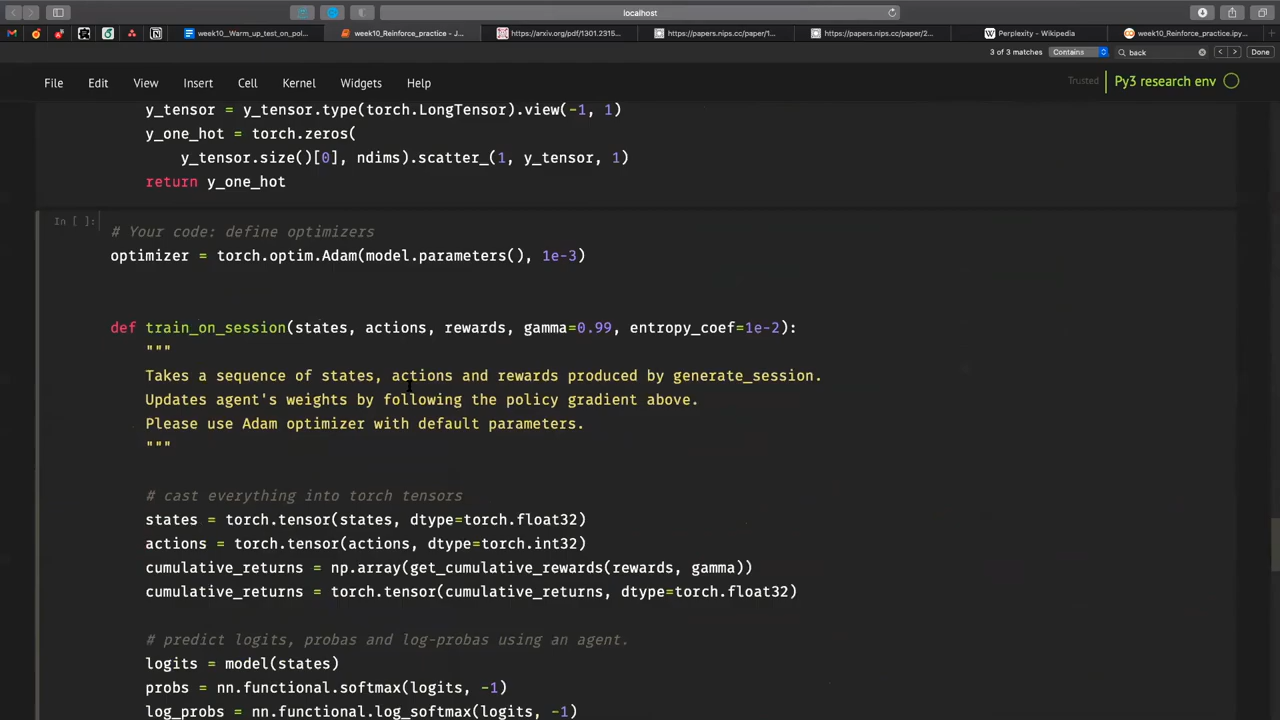 localhost
week10__Warm_up_test_on_pol...
week10_Reinforce_practice - J...
https://arxiv.org/pdf/1301.2315...
https://papers.nips.cc/paper/1...
https://papers.nips.cc/paper/2...
Perplexity - Wikipedia
week10_Reinforce_practice.ipy...
3 of 3 matches
Contains
back
Done
File Edit View Insert Cell Kernel Widgets Help
Trusted
Py3 research env
y_tensor = y_tensor.type(torch.LongTensor).view(-1, 1)
y_one_hot = torch.zeros(
y_tensor.size()[0], ndims).scatter_(1, y_tensor, 1)
return y_one_hot
In [ ]:
# Your code: define optimizers
optimizer = torch.optim.Adam(model.parameters(), 1e-3)
def train_on_session(states, actions, rewards, gamma=0.99, entropy_coef=1e-2):
"""
Takes a sequence of states, actions and rewards produced by generate_session.
Updates agent's weights by following the policy gradient above.
Please use Adam optimizer with default parameters.
"""
# cast everything into torch tensors
states = torch.tensor(states, dtype=torch.float32)
actions = torch.tensor(actions, dtype=torch.int32)
cumulative_returns = np.array(get_cumulative_rewards(rewards, gamma))
cumulative_returns = torch.tensor(cumulative_returns, dtype=torch.float32)
# predict logits, probas and log-probas using an agent.
logits = model(states)
probs = nn.functional.softmax(logits, -1)
log_probs = nn.functional.log_softmax(logits, -1)